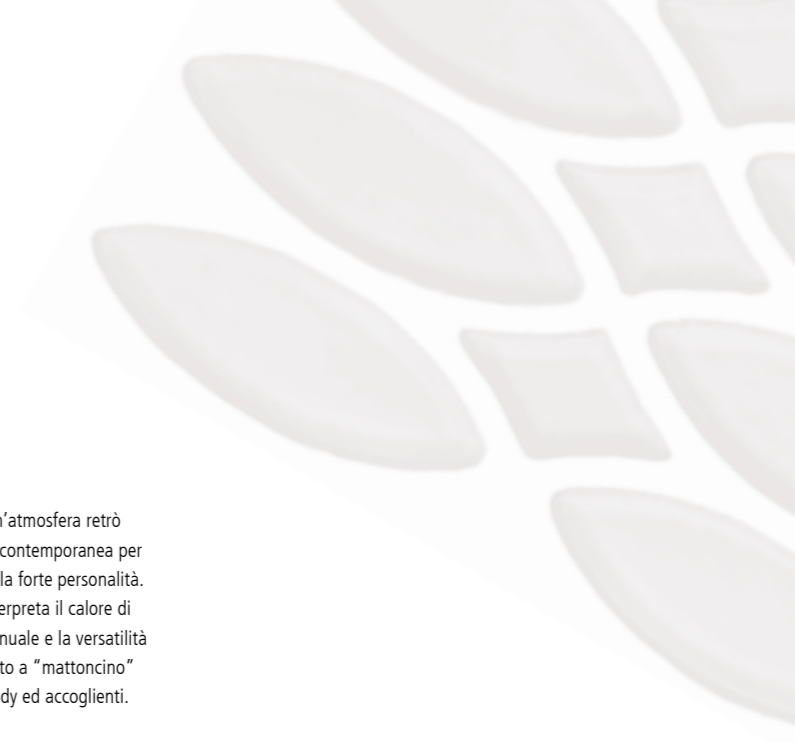 'atmosfera retrò
contemporanea per
la forte personalità.
erpreta il calore di
nuale e la versatilità
to a “mattoncino”
dy ed accoglienti.